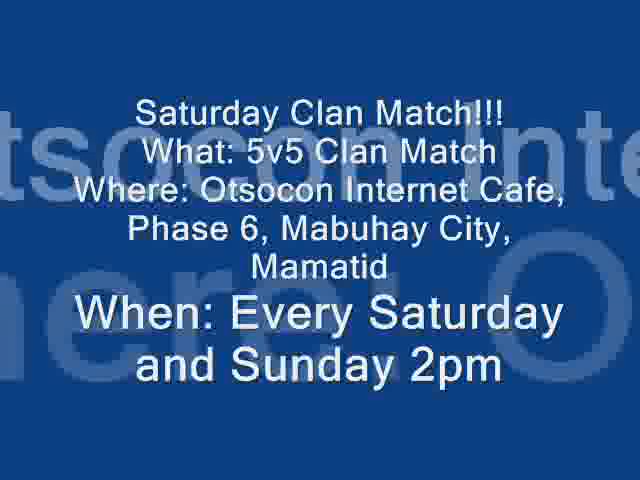 Saturday Clan Match!!!
What: 5v5 Clan Match
Where: Otsocon Internet Cafe,
Phase 6, Mabuhay City,
Mamatid
When: Every Saturday
and Sunday 2pm